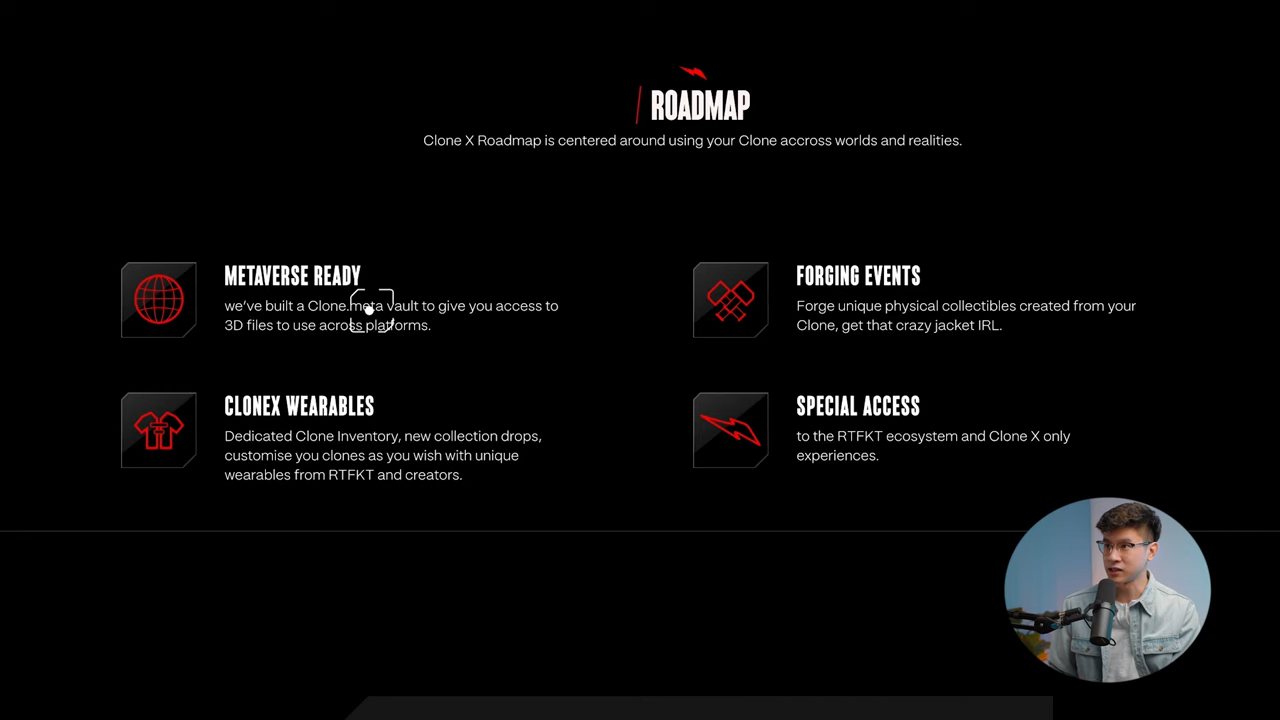 ROADMAP
Clone X Roadmap is centered around using your Clone accross worlds and realities.
METAVERSE READY
we've built a Clone.meta vault to give you access to
3D files to use across platforms.
FORGING EVENTS
Forge unique physical collectibles created from your
Clone, get that crazy jacket IRL.
CLONEX WEARABLES
Dedicated Clone Inventory, new collection drops,
customise you clones as you wish with unique
wearables from RTFKT and creators.
SPECIAL ACCESS
to the RTFKT ecosystem and Clone X only
experiences.